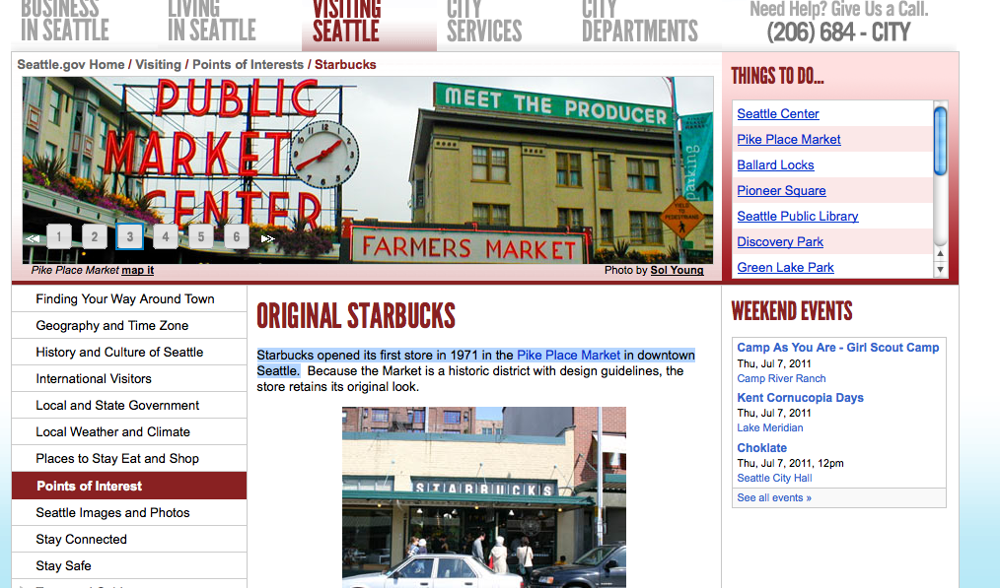 BUSINESS
IN SEATTLE
LIVING
IN SEATTLE
VISITING
SEATTLE
CITY
SERVICES
CITY
DEPARTMENTS
Need Help? Give Us a Call.
(206) 684 - CITY
Seattle.gov Home / Visiting / Points of Interests / Starbucks
PUBLIC
MARKET
CENTER
MEET THE PRODUCER
parking
YIELD
TO
PEDESTRIANS
FARMERS MARKET
1 2 3 4 5 6
Pike Place Market map it
Photo by Sol Young
THINGS TO DO...
Seattle Center
Pike Place Market
Ballard Locks
Pioneer Square
Seattle Public Library
Discovery Park
Green Lake Park
Finding Your Way Around Town
Geography and Time Zone
History and Culture of Seattle
International Visitors
Local and State Government
Local Weather and Climate
Places to Stay Eat and Shop
Points of Interest
Seattle Images and Photos
Stay Connected
Stay Safe
ORIGINAL STARBUCKS
Starbucks opened its first store in 1971 in the Pike Place Market in downtown
Seattle. Because the Market is a historic district with design guidelines, the
store retains its original look.
STARBUCKS
WEEKEND EVENTS
Camp As You Are - Girl Scout Camp
Thu, Jul 7, 2011
Camp River Ranch
Kent Cornucopia Days
Thu, Jul 7, 2011
Lake Meridian
Choklate
Thu, Jul 7, 2011, 12pm
Seattle City Hall
See all events »